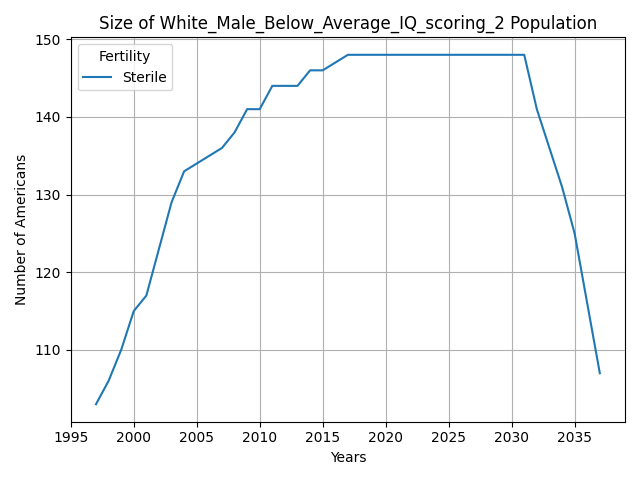 Size of White_Male_Below_Average_IQ_scoring_2 Population
Fertility
Sterile
Number of Americans
150
140
130
120
110
1995 2000 2005 2010 2015 2020 2025 2030 2035
Years